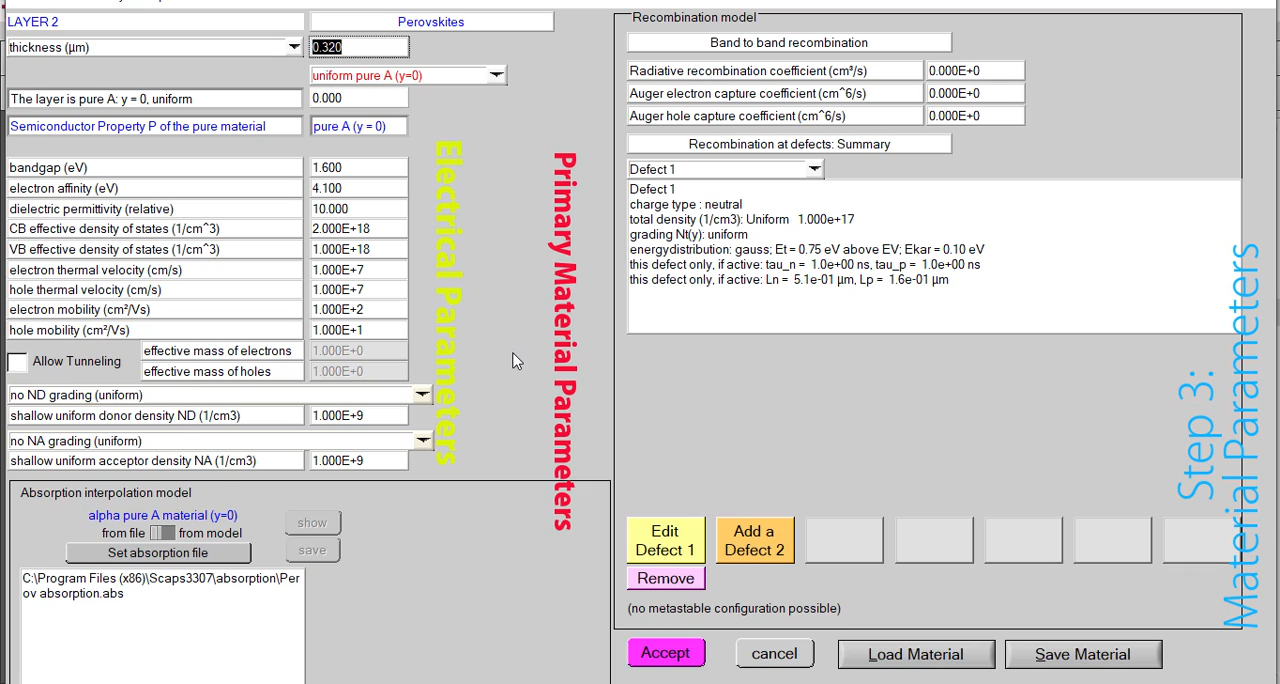 LAYER 2
Perovskites
thickness (µm)
0.320
uniform pure A (y=0)
The layer is pure A: y = 0, uniform
0.000
Semiconductor Property P of the pure material
pure A (y = 0)
bandgap (eV)
1.600
electron affinity (eV)
4.100
dielectric permittivity (relative)
10.000
CB effective density of states (1/cm^3)
2.000E+18
VB effective density of states (1/cm^3)
1.000E+18
electron thermal velocity (cm/s)
1.000E+7
hole thermal velocity (cm/s)
1.000E+7
electron mobility (cm²/Vs)
1.000E+2
hole mobility (cm²/Vs)
1.000E+1
Allow Tunneling
effective mass of electrons
1.000E+0
effective mass of holes
1.000E+0
no ND grading (uniform)
shallow uniform donor density ND (1/cm3)
1.000E+9
no NA grading (uniform)
shallow uniform acceptor density NA (1/cm3)
1.000E+9
Absorption interpolation model
alpha pure A material (y=0)
from file
from model
show
Set absorption file
save
C:\Program Files (x86)\Scaps3307\absorption\Per
ov absorption.abs
Electrical Parameters
Primary Material Parameters
Recombination model
Band to band recombination
Radiative recombination coefficient (cm³/s)
0.000E+0
Auger electron capture coefficient (cm^6/s)
0.000E+0
Auger hole capture coefficient (cm^6/s)
0.000E+0
Recombination at defects: Summary
Defect 1
Defect 1
charge type : neutral
total density (1/cm3): Uniform 1.000e+17
grading Nt(y): uniform
energydistribution: gauss; Et = 0.75 eV above EV; Ekar = 0.10 eV
this defect only, if active: tau_n = 1.0e+00 ns, tau_p = 1.0e+00 ns
this defect only, if active: Ln = 5.1e-01 µm, Lp = 1.6e-01 µm
Edit
Defect 1
Add a
Defect 2
Remove
(no metastable configuration possible)
Accept
cancel
Load Material
Save Material
Step 3:
Material Parameters